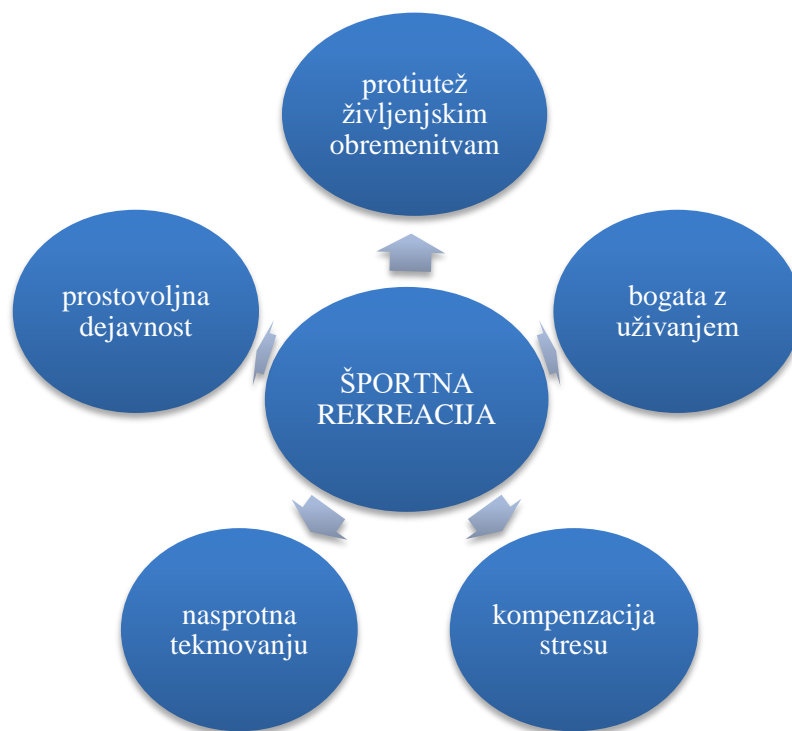 protiutež
življenjskim
obremenitvam
prostovoljna
dejavnost
bogata z
uživanjem
ŠPORTNA
REKREACIJA
nasprotna
tekmovanju
kompenzacija
stresu